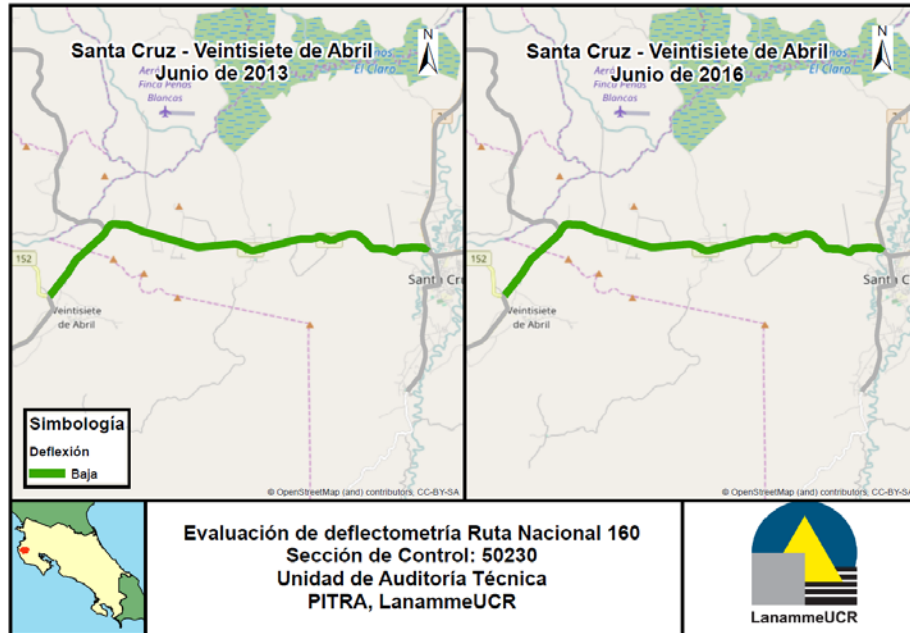 Santa Cruz - Veintisiete de Abril
Junio de 2013
N
El Claro
Aeró
Finca Peñas
Blancas
152
Veintisiete
de Abril
Santa Cru
Simbología
Deflexión
Baja
© OpenStreetMap (and) contributors, CC-BY-SA
Santa Cruz - Veintisiete de Abril
Junio de 2016
N
El Claro
Aeró
Finca Peñas
Blancas
152
Veintisiete
de Abril
Santa C
© OpenStreetMap (and) contributors, CC-BY-SA
Evaluación de deflectometría Ruta Nacional 160
Sección de Control: 50230
Unidad de Auditoría Técnica
PITRA, LanammeUCR
LanammeUCR